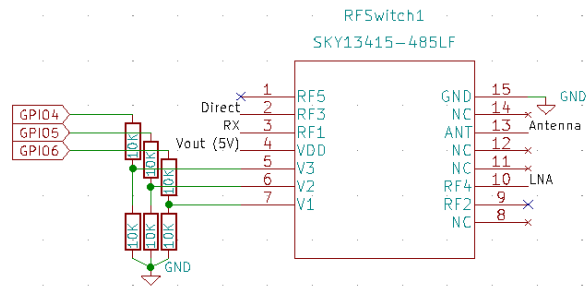 RFSwitch1
SKY13415-485LF
1 RF5 GND 15 GND
Direct 2 RF3 NC 14
RX 3 RF1 ANT 13 Antenna
Vout (5V) 4 VDD NC 12
5 V3 NC 11
6 V2 RF4 10 LNA
7 V1 RF2 9
NC 8
GPIO4
GPIO5
GPIO6
10K 10K 10K
10K 10K 10K
GND